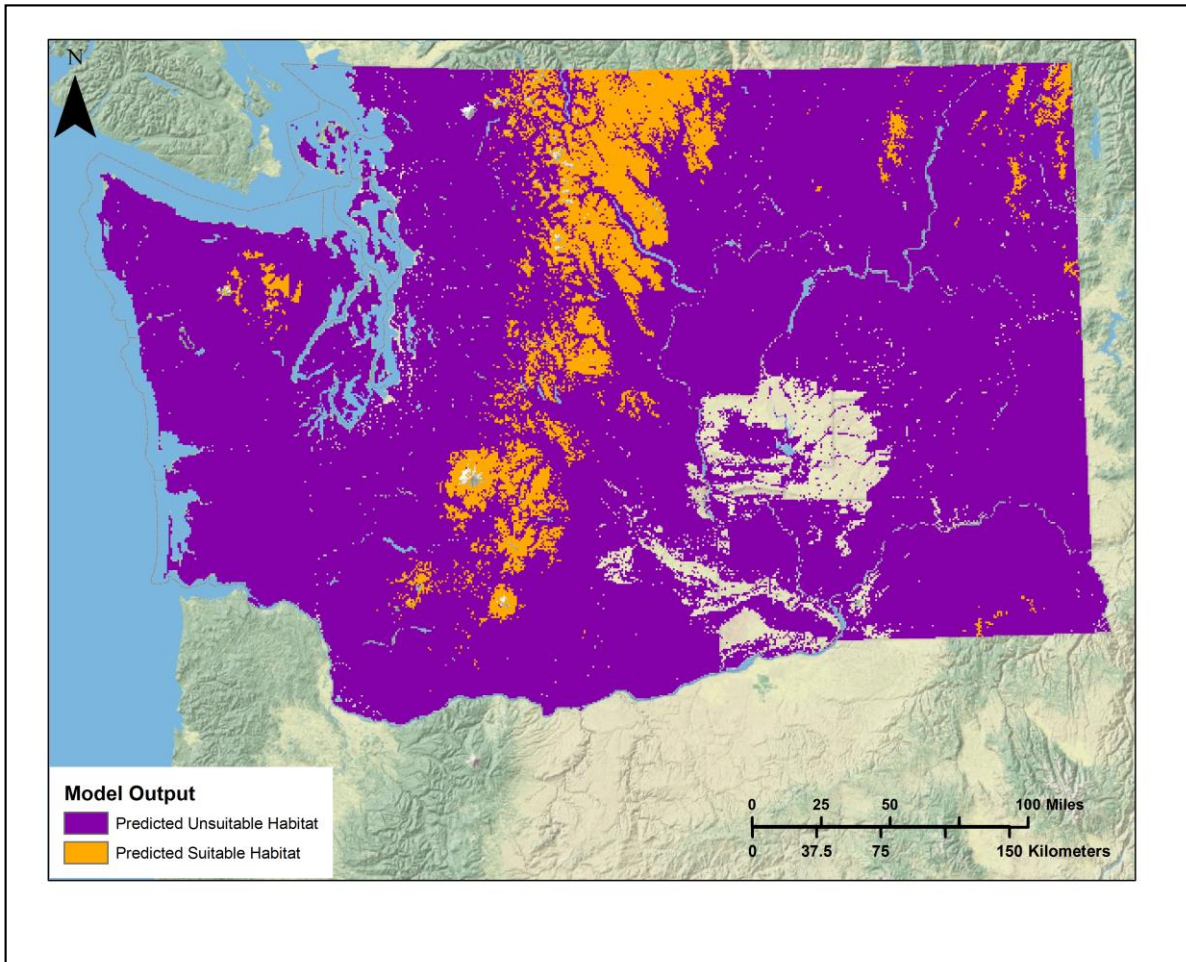 N
Model Output
Predicted Unsuitable Habitat
Predicted Suitable Habitat
0 25 50 100 Miles
0 37.5 75 150 Kilometers